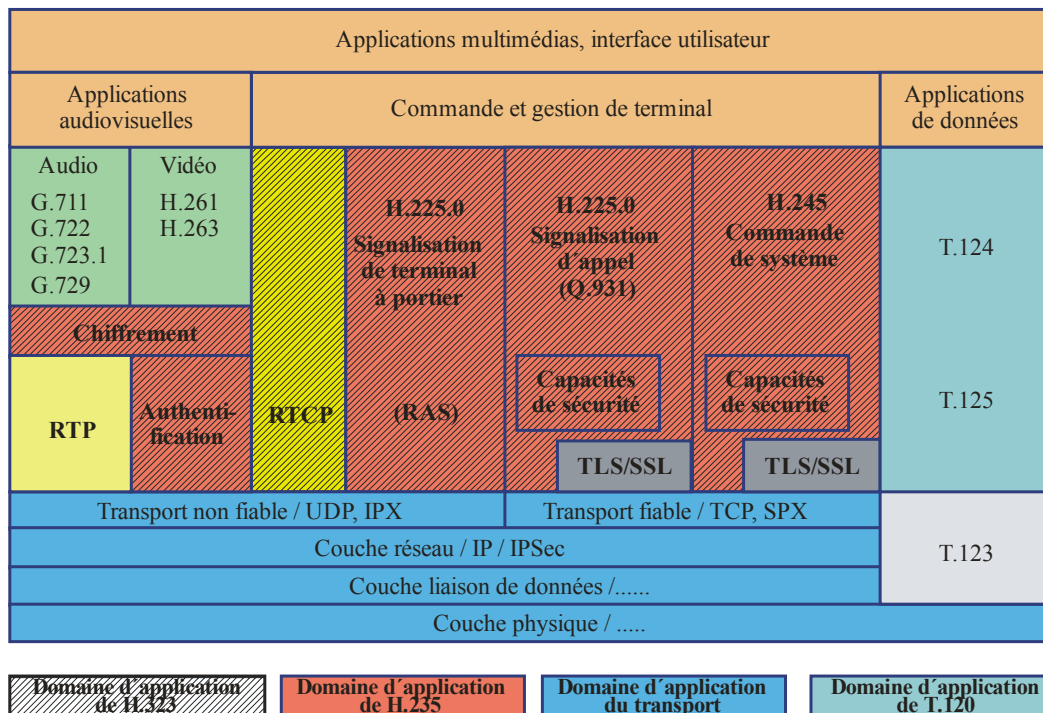 Applications multimédias, interface utilisateur
Applications
audiovisuelles
Commande et gestion de terminal
Applications
de données
Audio
G.711
G.722
G.723.1
G.729
Vidéo
H.261
H.263
Chiffrement
RTP
Authenti-
fication
RTCP
H.225.0
Signalisation
de terminal
à portier
(RAS)
H.225.0
Signalisation
d´appel
(Q.931)
Capacités
de sécurité
TLS/SSL
H.245
Commande
de système
Capacités
de sécurité
TLS/SSL
T.124
T.125
Transport non fiable / UDP, IPX
Transport fiable / TCP, SPX
Couche réseau / IP / IPSec
T.123
Couche liaison de données /......
Couche physique / .....
Domaine d´application
de H.323
Domaine d´application
de H.235
Domaine d´application
du transport
Domaine d´application
de T.120